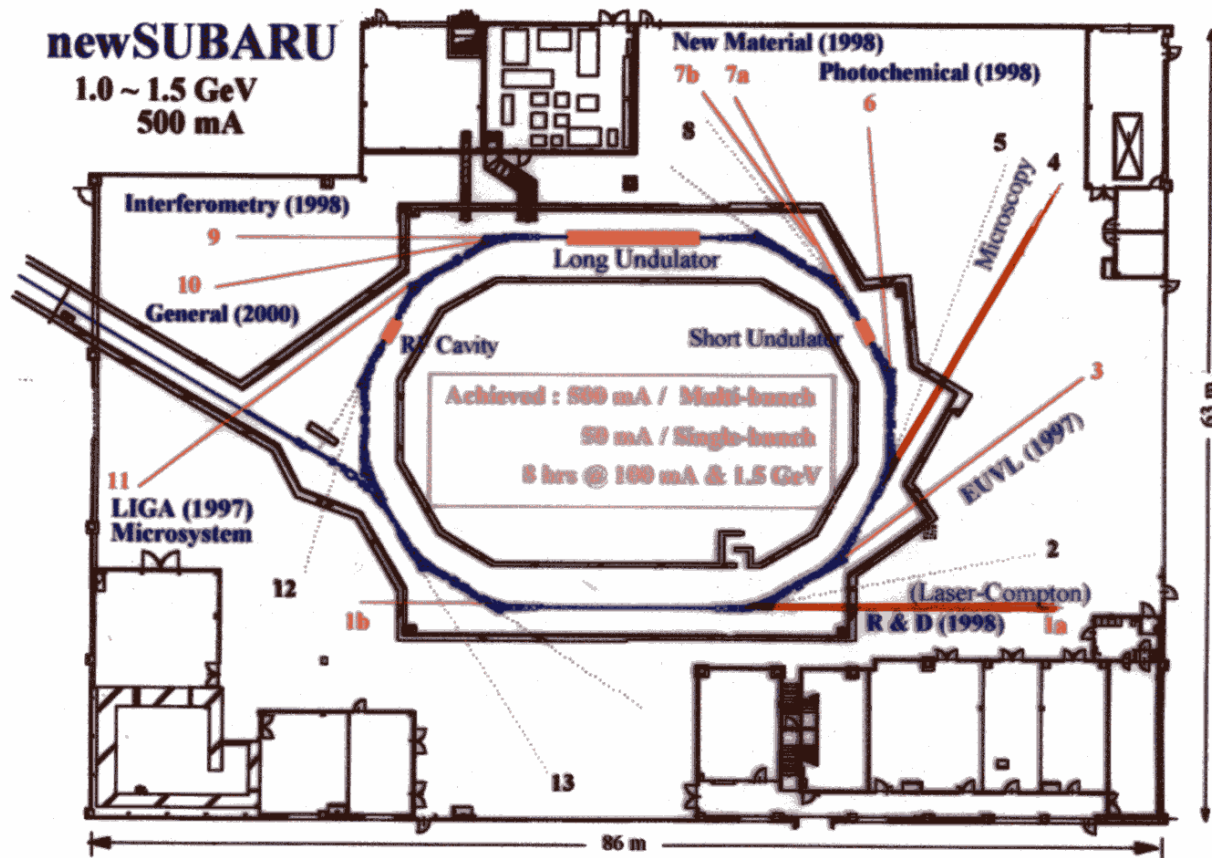 newSUBARU
1.0 ~ 1.5 GeV
500 mA
New Material (1998)
7b
7a
Photochemical (1998)
6
8
5
4
Microscopy
Interferometry (1998)
9
10
General (2000)
Long Undulator
RF Cavity
Short Undulator
3
63 m
Achieved : 500 mA / Multi-bunch
50 mA / Single-bunch
8 hrs @ 100 mA & 1.5 GeV
EUVL (1997)
11
LIGA (1997)
Microsystem
2
12
(Laser-Compton)
1b
R & D (1998)
1a
13
86 m